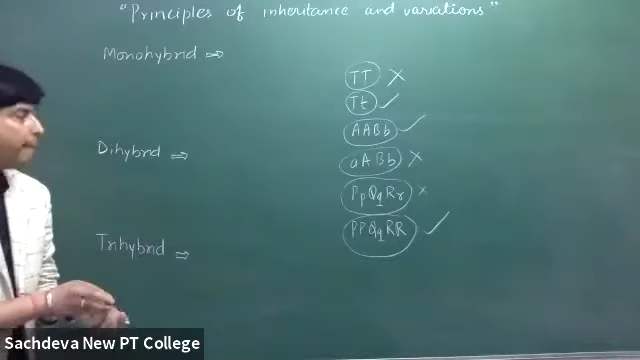 "Principles of inheritance and variations"
Monohybrid ⇒
TT ×
Tt ✓
AABb ✓
Dihybrid ⇒
aABb ×
PpQqRr ×
PPQqRR ✓
Trihybrid ⇒
Sachdeva New PT College